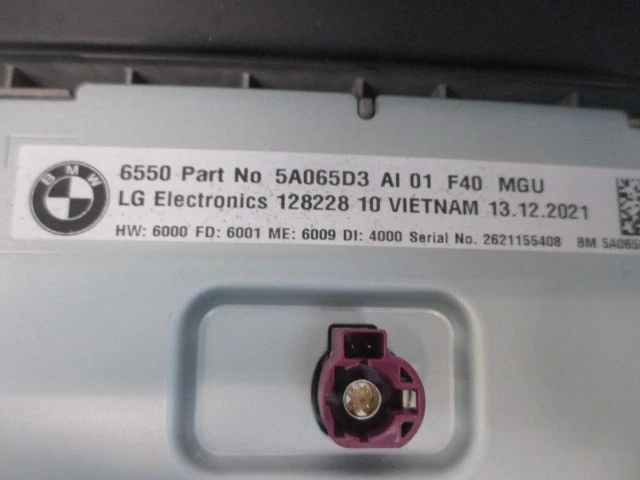 BMW
6550 Part No 5A065D3 AI 01 F40 MGU
LG Electronics 128228 10 VIETNAM 13.12.2021
HW: 6000 FD: 6001 ME: 6009 DI: 4000 Serial No. 2621155408 BM 5A065